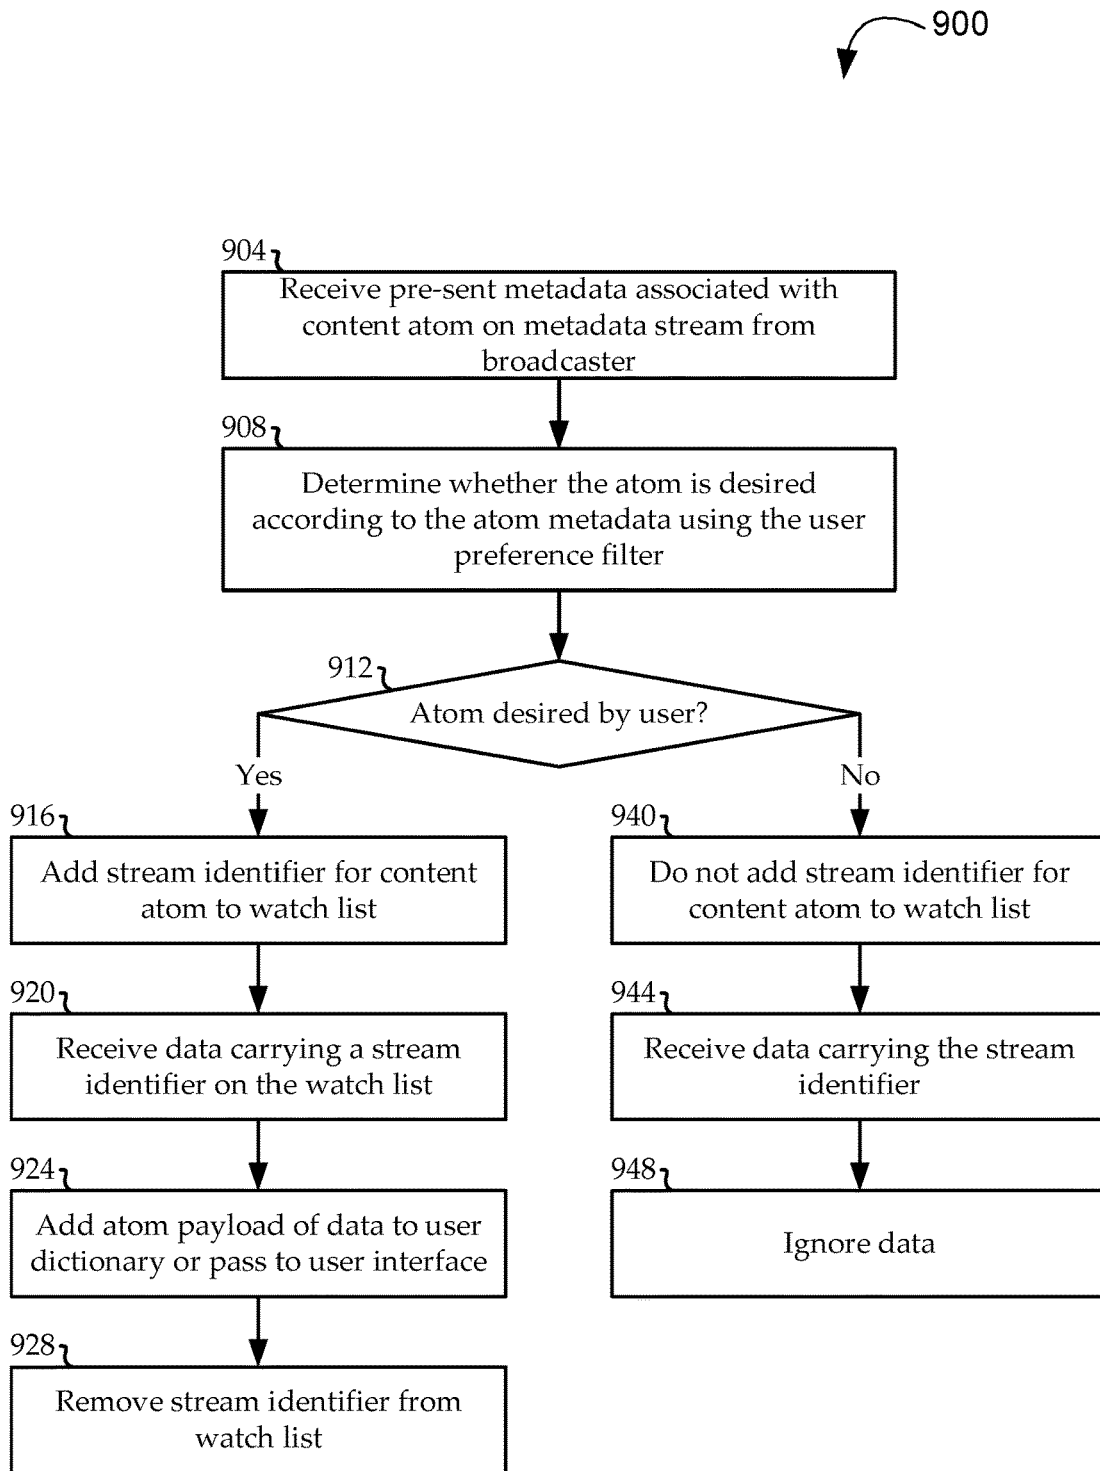 900
904
Receive pre-sent metadata associated with
content atom on metadata stream from
broadcaster
908
Determine whether the atom is desired
according to the atom metadata using the user
preference filter
912
Atom desired by user?
Yes
No
916
Add stream identifier for content
atom to watch list
920
Receive data carrying a stream
identifier on the watch list
924
Add atom payload of data to user
dictionary or pass to user interface
928
Remove stream identifier from
watch list
940
Do not add stream identifier for
content atom to watch list
944
Receive data carrying the stream
identifier
948
Ignore data